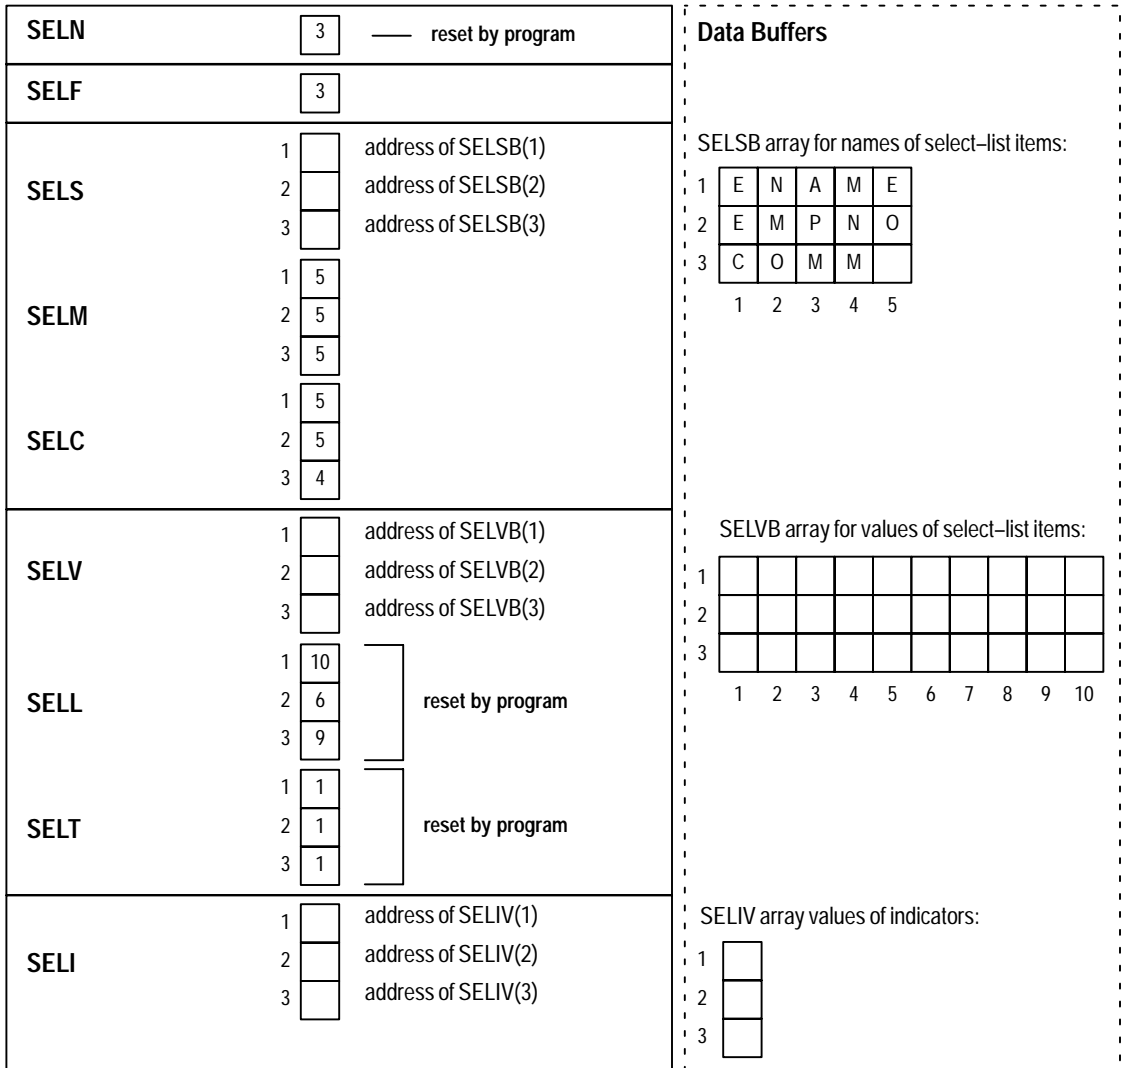 SELN 3 reset by program
SELF 3
SELS
1 address of SELSB(1)
2 address of SELSB(2)
3 address of SELSB(3)
SELM
1 5
2 5
3 5
SELC
1 5
2 5
3 4
SELV
1 address of SELVB(1)
2 address of SELVB(2)
3 address of SELVB(3)
SELL
1 10
2 6 reset by program
3 9
SELT
1 1
2 1 reset by program
3 1
SELI
1 address of SELIV(1)
2 address of SELIV(2)
3 address of SELIV(3)
Data Buffers
SELSB array for names of select–list items:
1 E N A M E
2 E M P N O
3 C O M M
1 2 3 4 5
SELVB array for values of select–list items:
1
2
3
1 2 3 4 5 6 7 8 9 10
SELIV array values of indicators:
1
2
3